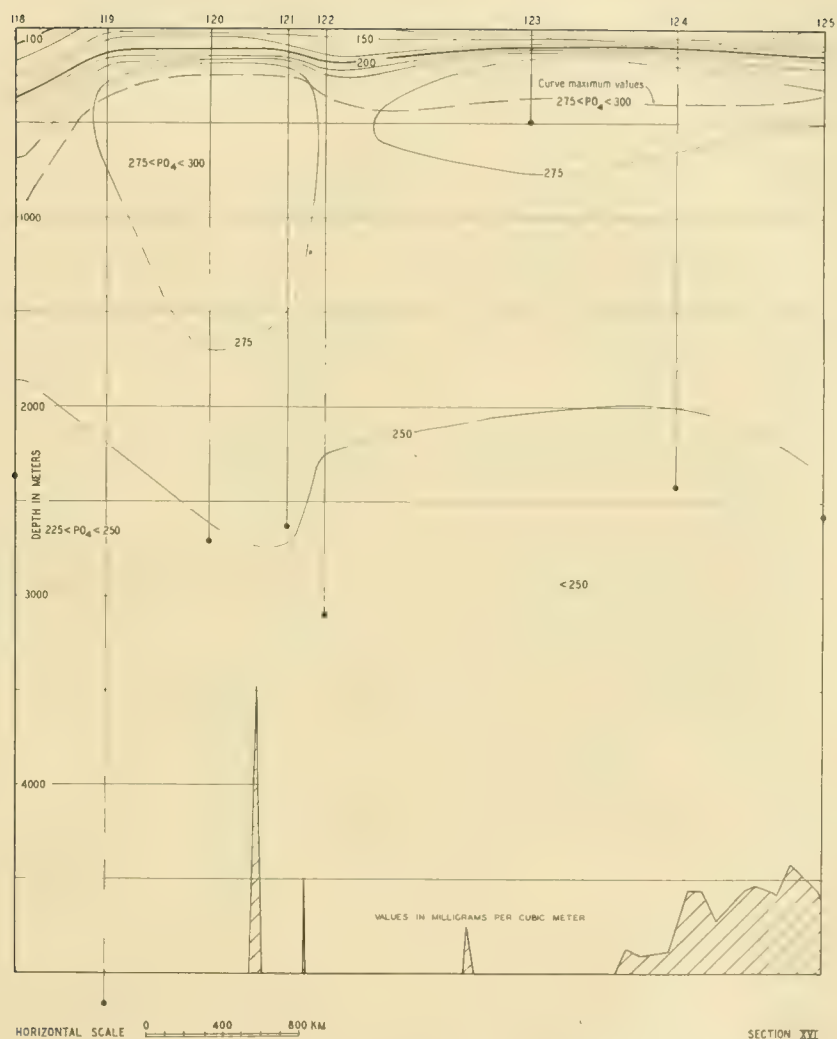 118 119 120 121 122 123 124 125
100 150
200
Curve maximum values
275<PO4<300
275<PO4<300
275
1000
275
2000
250
DEPTH IN METERS
225<PO4<250
<250
3000
4000
VALUES IN MILLIGRAMS PER CUBIC METER
HORIZONTAL SCALE 0 400 800 KM
SECTION XVI